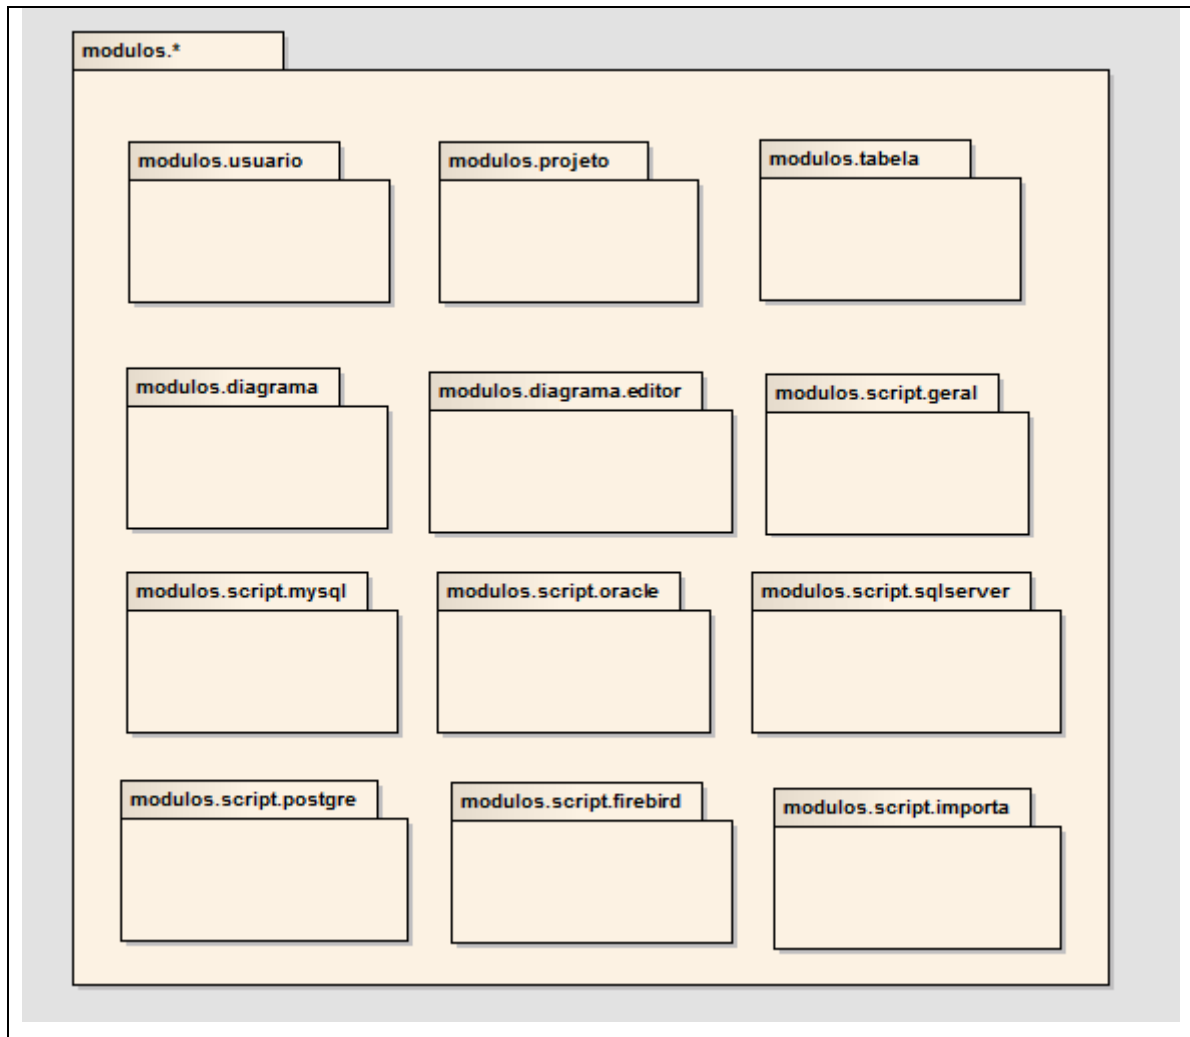 modulos.*
modulos.usuario
modulos.projeto
modulos.tabela
modulos.diagrama
modulos.diagrama.editor
modulos.script.geral
modulos.script.mysql
modulos.script.oracle
modulos.script.sqlserver
modulos.script.postgre
modulos.script.firebird
modulos.script.importa